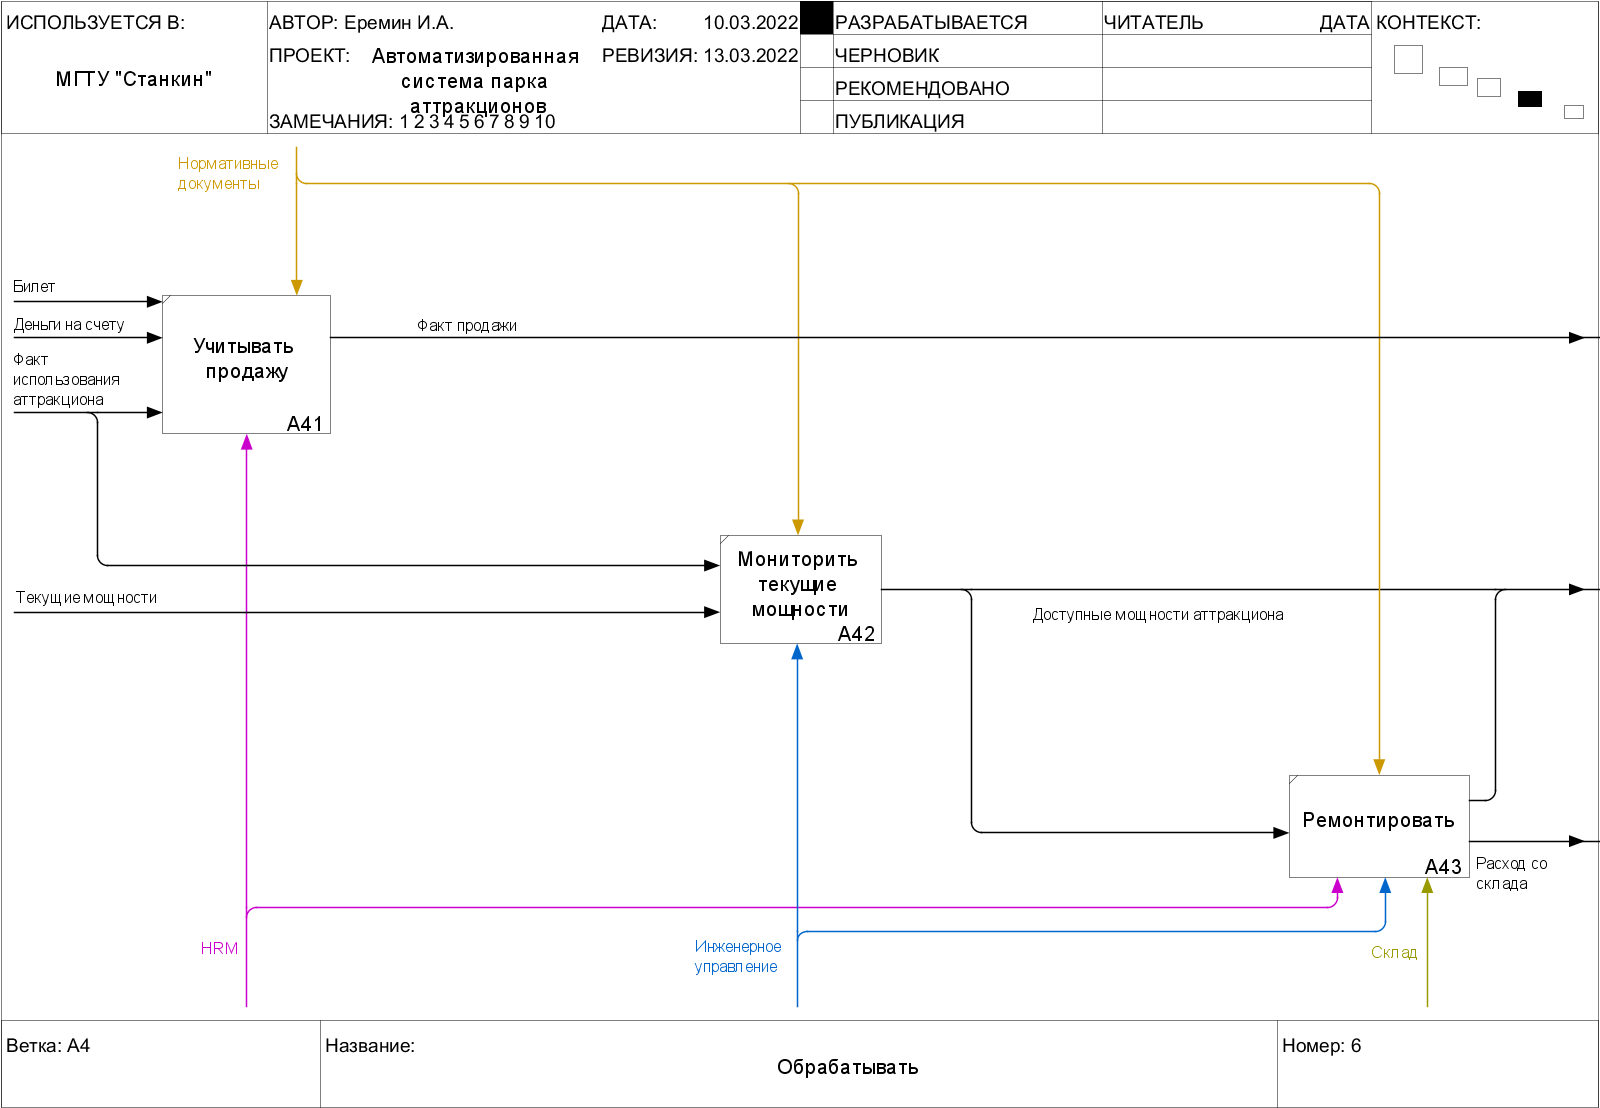 ИСПОЛЬЗУЕТСЯ В:
МГТУ "Станкин"
АВТОР: Еремин И.А.
ДАТА: 10.03.2022
ПРОЕКТ: Автоматизированная
система парка
аттракционов
РЕВИЗИЯ: 13.03.2022
ЗАМЕЧАНИЯ: 1 2 3 4 5 6 7 8 9 10
РАЗРАБАТЫВАЕТСЯ
ЧЕРНОВИК
РЕКОМЕНДОВАНО
ПУБЛИКАЦИЯ
ЧИТАТЕЛЬ ДАТА
КОНТЕКСТ:
Нормативные
документы
Билет
Деньги на счету
Факт
использования
аттракциона
Учитывать
продажу
A41
Факт продажи
Текущие мощности
Мониторить
текущие
мощности
A42
Доступные мощности аттракциона
Ремонтировать
A43
Расход со
склада
HRM
Инженерное
управление
Склад
Ветка: A4
Название:
Обрабатывать
Номер: 6